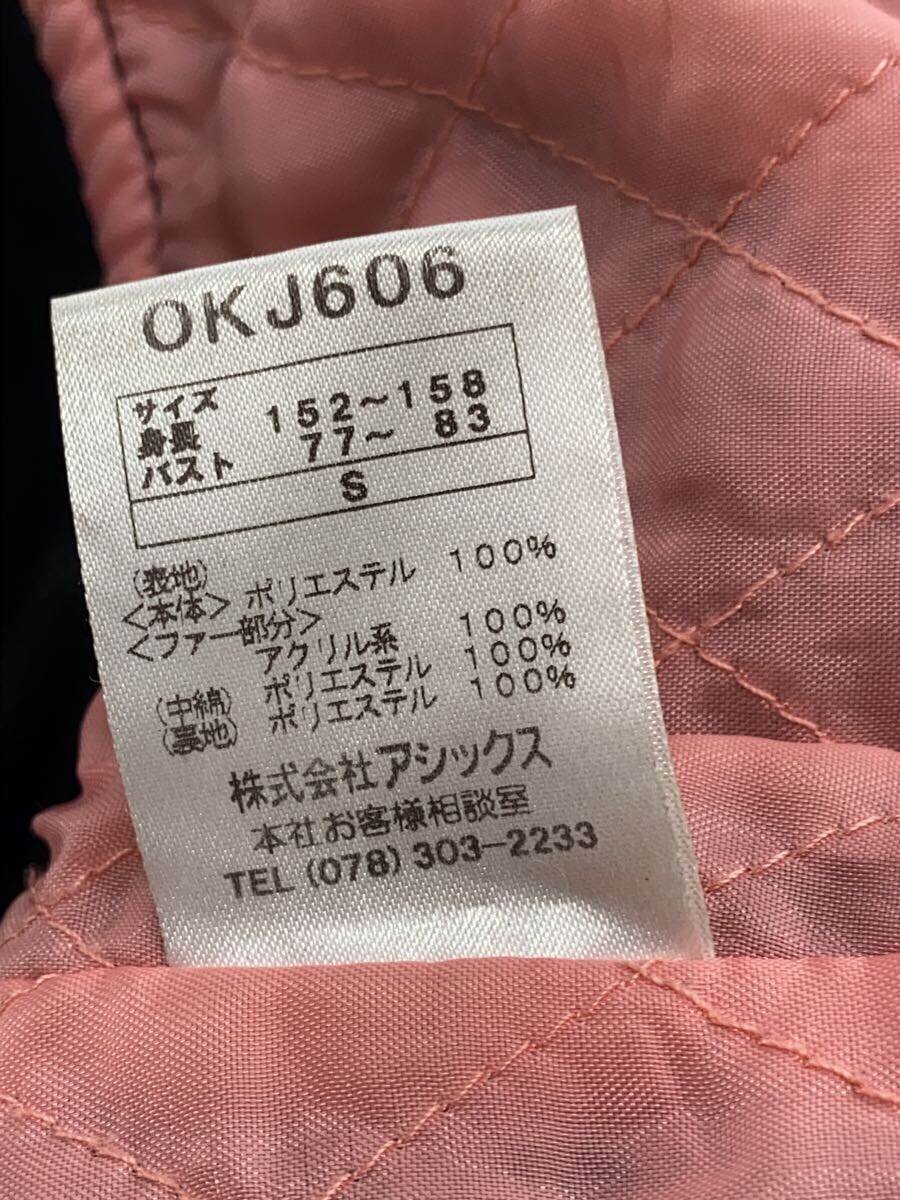 OKJ606
サイズ
身長 152～158
バスト 77～ 83
S
(表地)
<本体> ポリエステル 100%
<ファー部分>
アクリル系 100%
(中綿) ポリエステル 100%
(裏地) ポリエステル 100%
株式会社アシックス
本社お客様相談室
TEL (078) 303-2233